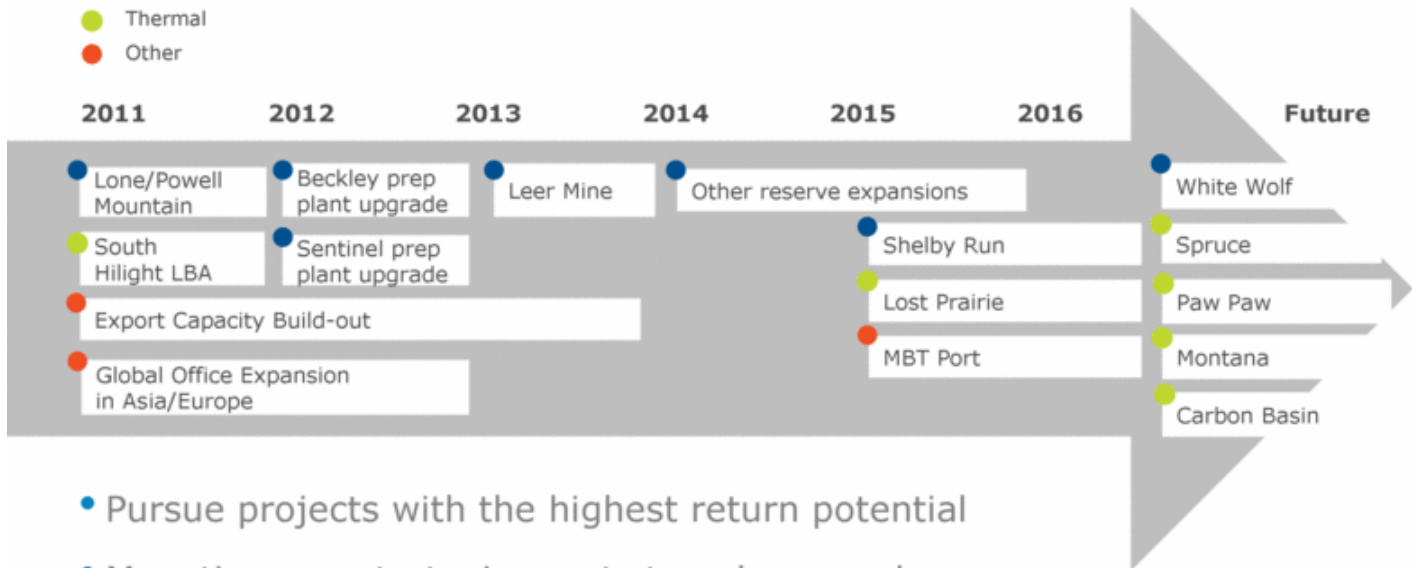 Thermal
Other
2011 2012 2013 2014 2015 2016 Future
Lone/Powell
Mountain
Beckley prep
plant upgrade
Leer Mine
Other reserve expansions
White Wolf
South
Hilight LBA
Sentinel prep
plant upgrade
Shelby Run
Spruce
Export Capacity Build-out
Lost Prairie
Paw Paw
Global Office Expansion
in Asia/Europe
MBT Port
Montana
Carbon Basin
• Pursue projects with the highest return potential